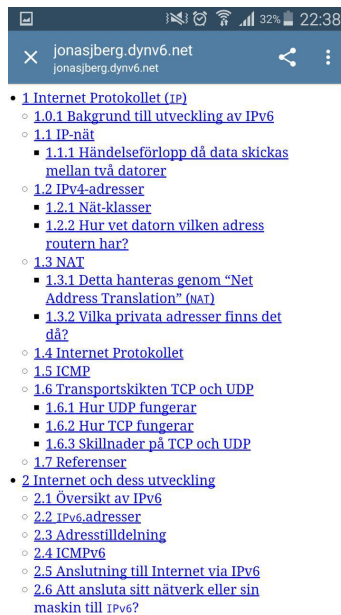 32% 22:38
jonasjberg.dynv6.net
jonasjberg.dynv6.net
1 Internet Protokollet (IP)
1.0.1 Bakgrund till utveckling av IPv6
1.1 IP-nät
1.1.1 Händelseförlopp då data skickas
mellan två datorer
1.2 IPv4-adresser
1.2.1 Nät-klasser
1.2.2 Hur vet datorn vilken adress
routern har?
1.3 NAT
1.3.1 Detta hanteras genom “Net
Address Translation” (NAT)
1.3.2 Vilka privata adresser finns det
då?
1.4 Internet Protokollet
1.5 ICMP
1.6 Transportskikten TCP och UDP
1.6.1 Hur UDP fungerar
1.6.2 Hur TCP fungerar
1.6.3 Skillnader på TCP och UDP
1.7 Referenser
2 Internet och dess utveckling
2.1 Översikt av IPv6
2.2 IPv6.adresser
2.3 Adresstilldelning
2.4 ICMPv6
2.5 Anslutning till Internet via IPv6
2.6 Att ansluta sitt nätverk eller sin
maskin till IPv6?